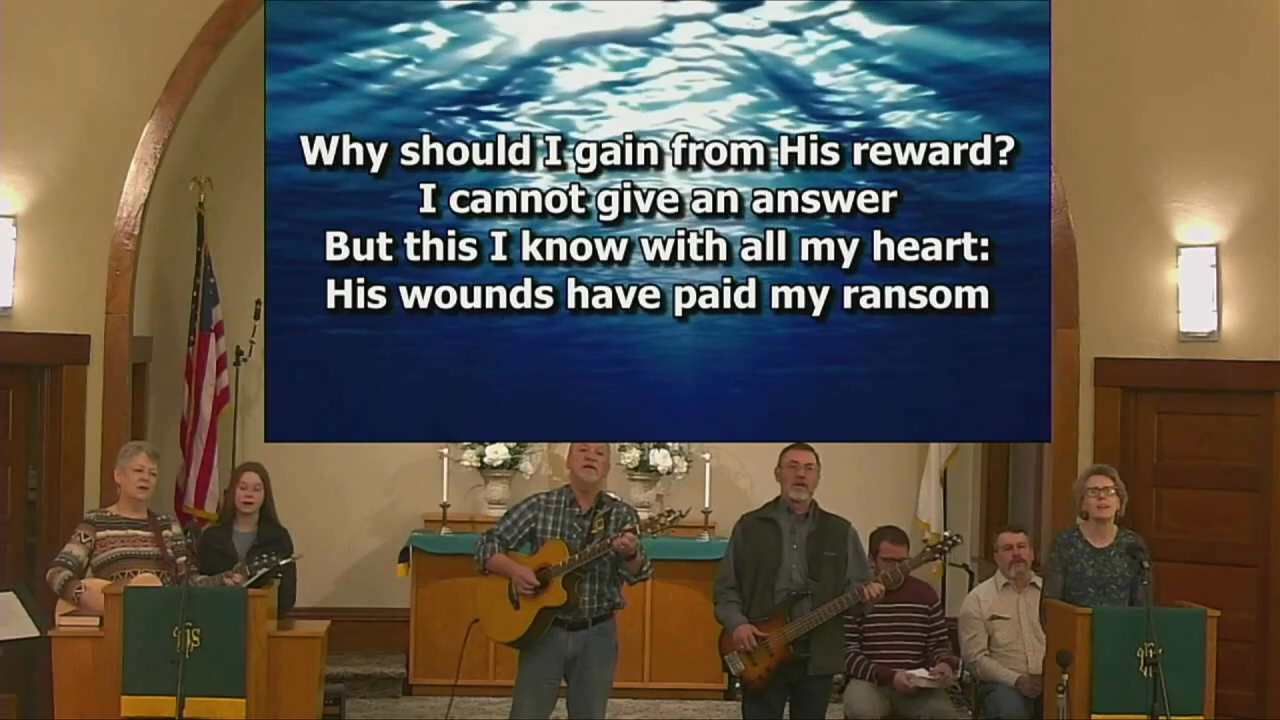 Why should I gain from His reward?
I cannot give an answer
But this I know with all my heart:
His wounds have paid my ransom
IHS